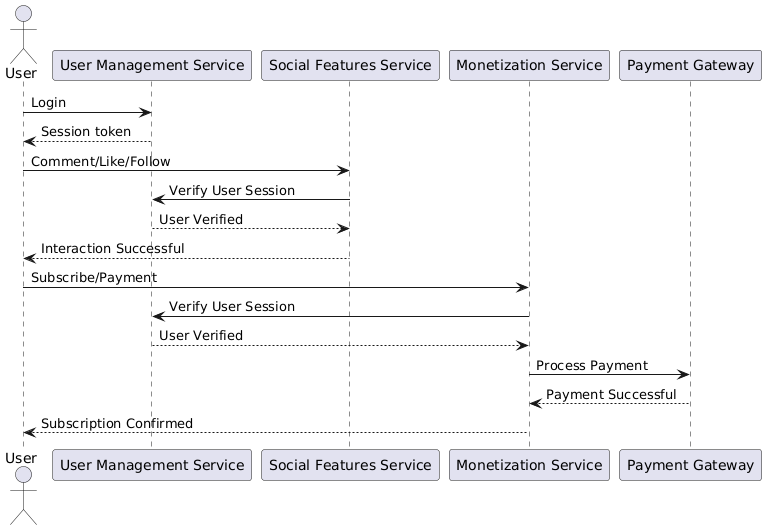 User
User Management Service
Social Features Service
Monetization Service
Payment Gateway
Login
Session token
Comment/Like/Follow
Verify User Session
User Verified
Interaction Successful
Subscribe/Payment
Verify User Session
User Verified
Process Payment
Payment Successful
Subscription Confirmed
User
User Management Service
Social Features Service
Monetization Service
Payment Gateway